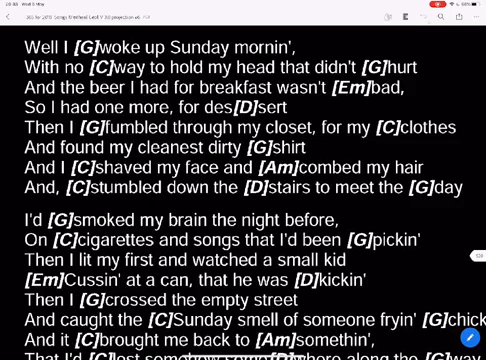 Well I [G]woke up Sunday mornin',
With no [C]way to hold my head that didn't [G]hurt
And the beer I had for breakfast wasn't [Em]bad,
So I had one more, for des[D]sert
Then I [G]fumbled through my closet, for my [C]clothes
And found my cleanest dirty [G]shirt
And I [C]shaved my face and [Am]combed my hair
And, [C]stumbled down the [D]stairs to meet the [G]day
I'd [G]smoked my brain the night before,
On [C]cigarettes and songs that I'd been [G]pickin'
Then I lit my first and watched a small kid
[Em]Cussin' at a can, that he was [D]kickin'
Then I [G]crossed the empty street
And caught the [C]Sunday smell of someone fryin' [G]chick
And it [C]brought me back to [Am]somethin',
That I'd [C]lost somehow